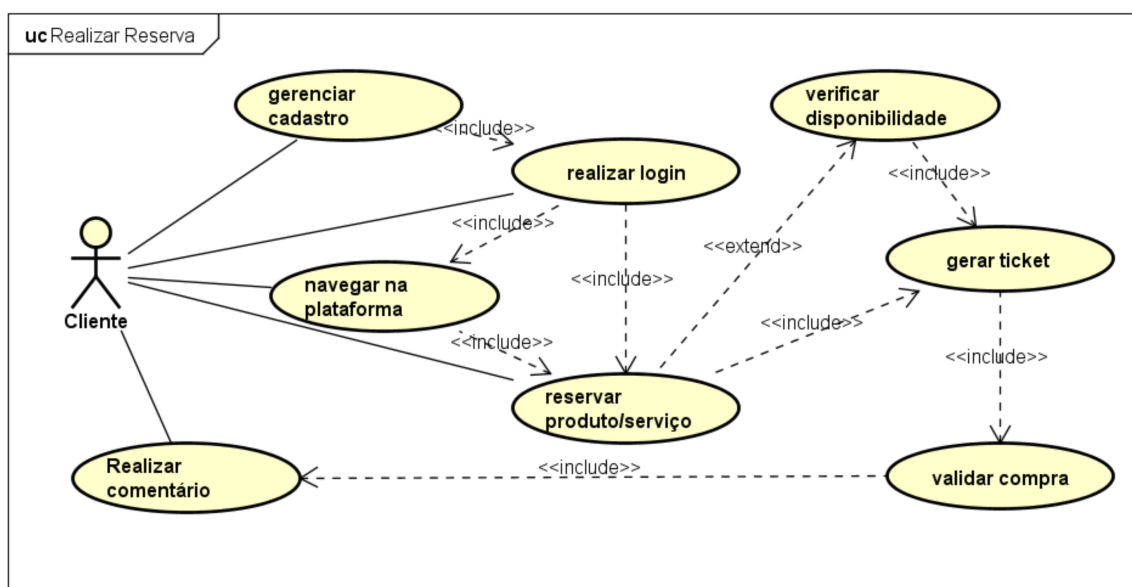 uc Realizar Reserva
gerenciar
cadastro
verificar
disponibilidade
<<include>>
realizar login
<<include>>
<<include>>
<<extend>>
gerar ticket
<<include>>
navegar na
plataforma
Cliente
<<include>>
<<include>>
<<include>>
reservar
produto/serviço
Realizar
comentário
<<include>>
validar compra